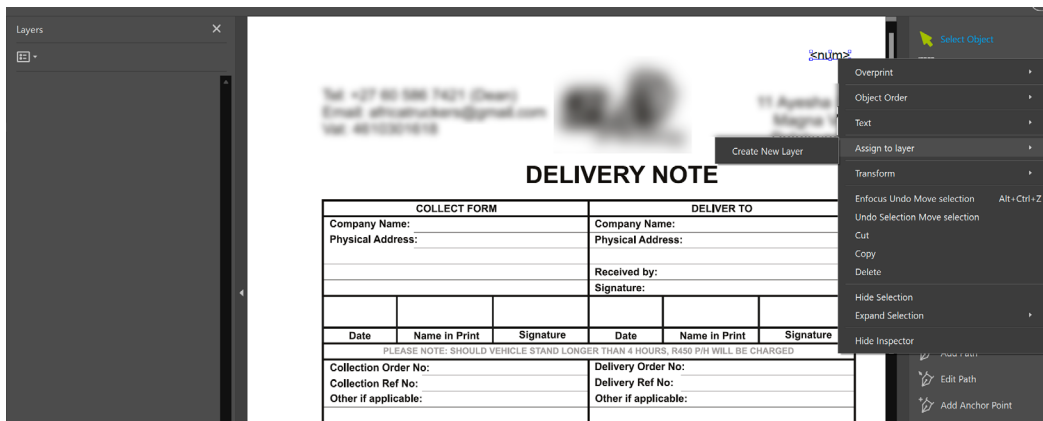 Layers
Select Object
<num>
Overprint
Object Order
Text
Assign to layer
Create New Layer
Transform
Enfocus Undo Move selection Alt+Ctrl+Z
Undo Selection Move selection
Cut
Copy
Delete
Hide Selection
Expand Selection
Hide Inspector
Add Path
Edit Path
Add Anchor Point
DELIVERY NOTE
COLLECT FORM DELIVER TO
Company Name: Company Name:
Physical Address: Physical Address:
Received by:
Signature:
Date Name in Print Signature Date Name in Print Signature
PLEASE NOTE: SHOULD VEHICLE STAND LONGER THAN 4 HOURS, R450 P/H WILL BE CHARGED
Collection Order No: Delivery Order No:
Collection Ref No: Delivery Ref No:
Other if applicable: Other if applicable: